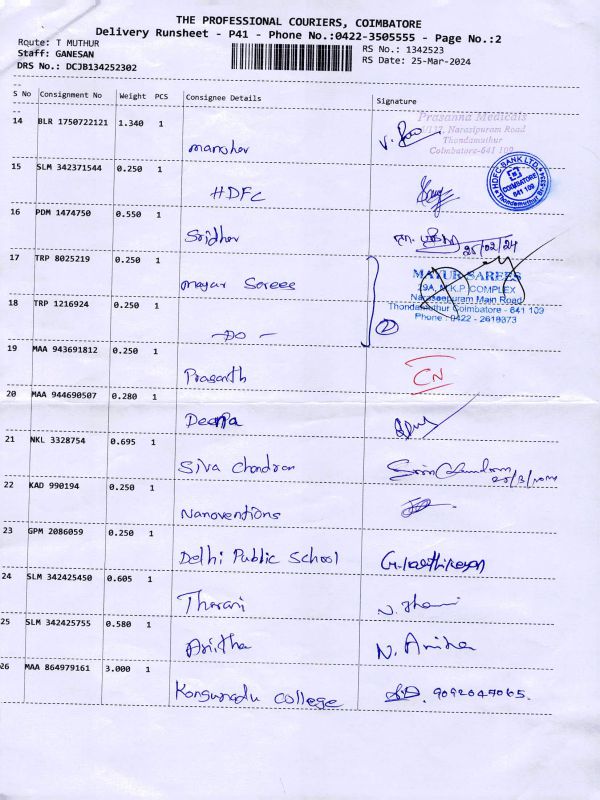 THE PROFESSIONAL COURIERS, COIMBATORE
Delivery Runsheet - P41 - Phone No.:0422-3505555 - Page No.:2
Route: T MUTHUR
Staff: GANESAN
DRS No.: DCJB134252302
RS No.: 1342523
RS Date: 25-Mar-2024
S No Consignment No Weight PCS Consignee Details Signature
14 BLR 1750722121 1.340 1
Manohar
Prasanna Medicals
Narasipuram Road
Thondamuthur
Coimbatore-641 109
15 SLM 342371544 0.250 1
HDFC
HDFC BANK LTD.
COIMBATORE
641 109
16 PDM 1474750 0.550 1
Sridhar
25/02/24
17 TRP 8025219 0.250 1
Mayar Sarees
MAYUR SAREES
29A, M.K.P. COMPLEX
Naraseepuram Main Road
Thondamuthur Coimbatore - 641 109
Phone : 0422 - 2618373
18 TRP 1216924 0.250 1
-DO-
2
19 MAA 943691812 0.250 1
Prasanth
CN
20 MAA 944690507 0.280 1
Deepa
21 NKL 3328754 0.695 1
Siva Chandran
22 KAD 990194 0.250 1
Nanoventions
23 GPM 2086059 0.250 1
Delhi Public School
24 SLM 342425450 0.605 1
Tharani
25 SLM 342425755 0.580 1
Anitha
N. Anitha
26 MAA 864979161 3.000 1
Kongunadu college
9092047065.